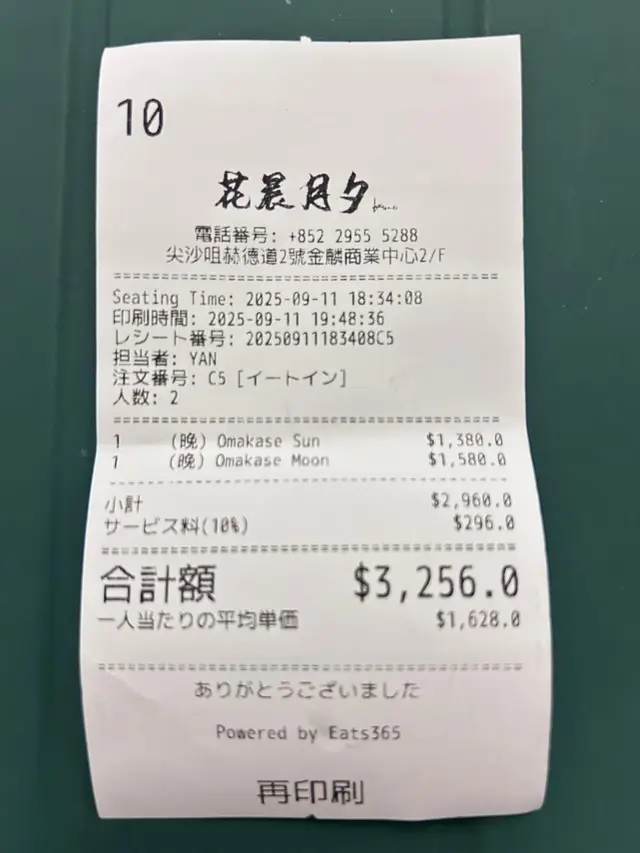 10
花晨月夕
電話番号: +852 2955 5288
尖沙咀赫德道2號金麟商業中心2/F
Seating Time: 2025-09-11 18:34:08
印刷時間: 2025-09-11 19:48:36
レシート番号: 20250911183408C5
担当者: YAN
注文番号: C5 [イートイン]
人数: 2
1 (晩) Omakase Sun $1,380.0
1 (晩) Omakase Moon $1,580.0
小計 $2,960.0
サービス料(10%) $296.0
合計額 $3,256.0
一人当たりの平均単価 $1,628.0
ありがとうございました
Powered by Eats365
再印刷